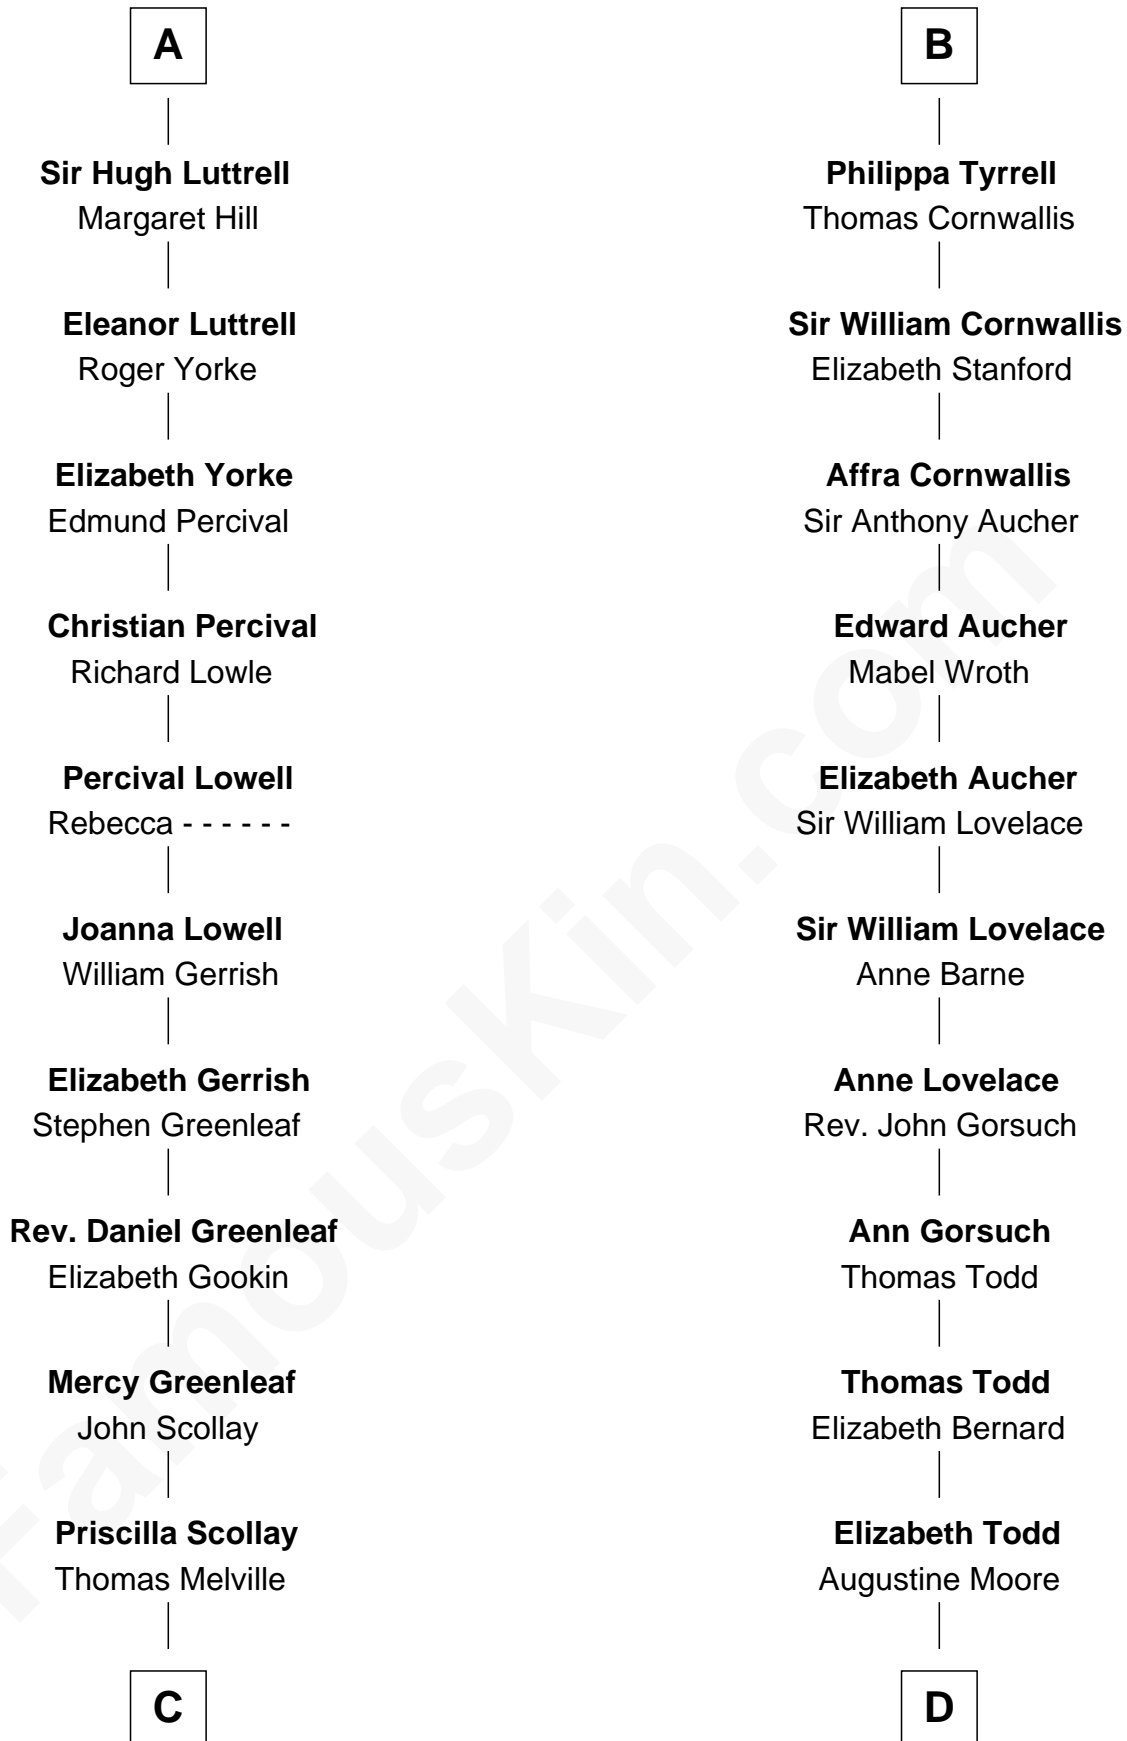 A
Sir Hugh Luttrell
Margaret Hill
Eleanor Luttrell
Roger Yorke
Elizabeth Yorke
Edmund Percival
Christian Percival
Richard Lowle
Percival Lowell
Rebecca - - - - - -
Joanna Lowell
William Gerrish
Elizabeth Gerrish
Stephen Greenleaf
Rev. Daniel Greenleaf
Elizabeth Gookin
Mercy Greenleaf
John Scollay
Priscilla Scollay
Thomas Melville
C
B
Philippa Tyrrell
Thomas Cornwallis
Sir William Cornwallis
Elizabeth Stanford
Affra Cornwallis
Sir Anthony Aucher
Edward Aucher
Mabel Wroth
Elizabeth Aucher
Sir William Lovelace
Sir William Lovelace
Anne Barne
Anne Lovelace
Rev. John Gorsuch
Ann Gorsuch
Thomas Todd
Thomas Todd
Elizabeth Bernard
Elizabeth Todd
Augustine Moore
D
FamousKin.com